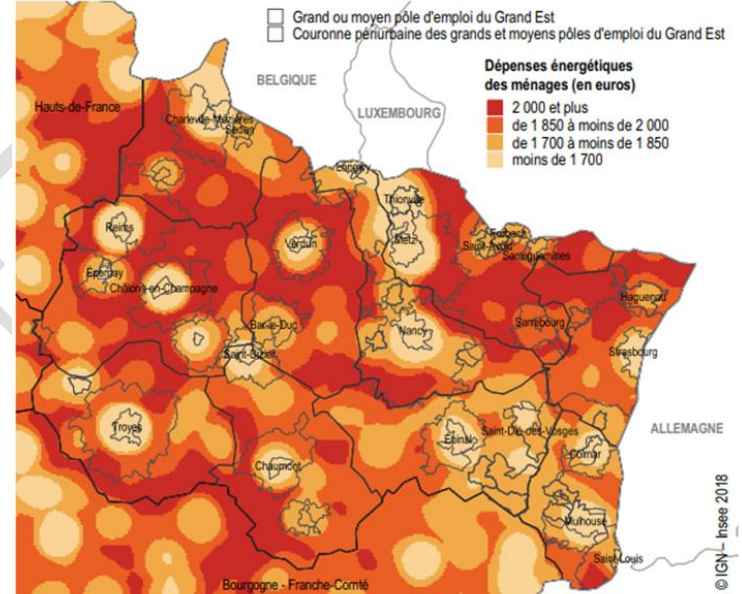 Grand ou moyen pôle d'emploi du Grand Est
Couronne périurbaine des grands et moyens pôles d'emploi du Grand Est
Dépenses énergétiques
des ménages (en euros)
2 000 et plus
de 1 850 à moins de 2 000
de 1 700 à moins de 1 850
moins de 1 700
BELGIQUE
LUXEMBOURG
Hauts-de-France
Charleville-Mézières
Sedan
Longwy
Thionville
Reims
Verdun
Metz
Forbach
Saint-Avold
Sarreguemines
Epernay
Châlons-en-Champagne
Haguenau
Bar-le-Duc
Nancy
Sarrebourg
Saint-Dizier
Strasbourg
Troyes
Epinal
Saint-Dié-des-Vosges
ALLEMAGNE
Colmar
Chaumont
Mulhouse
Saint-Louis
Bourgogne - Franche-Comté
© IGN – Insee 2018